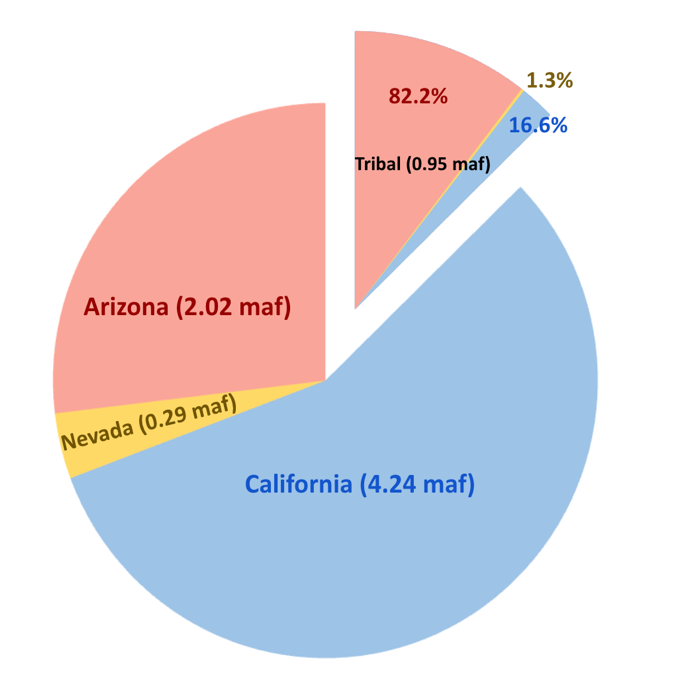 1.3%
82.2%
16.6%
Tribal (0.95 maf)
Arizona (2.02 maf)
Nevada (0.29 maf)
California (4.24 maf)